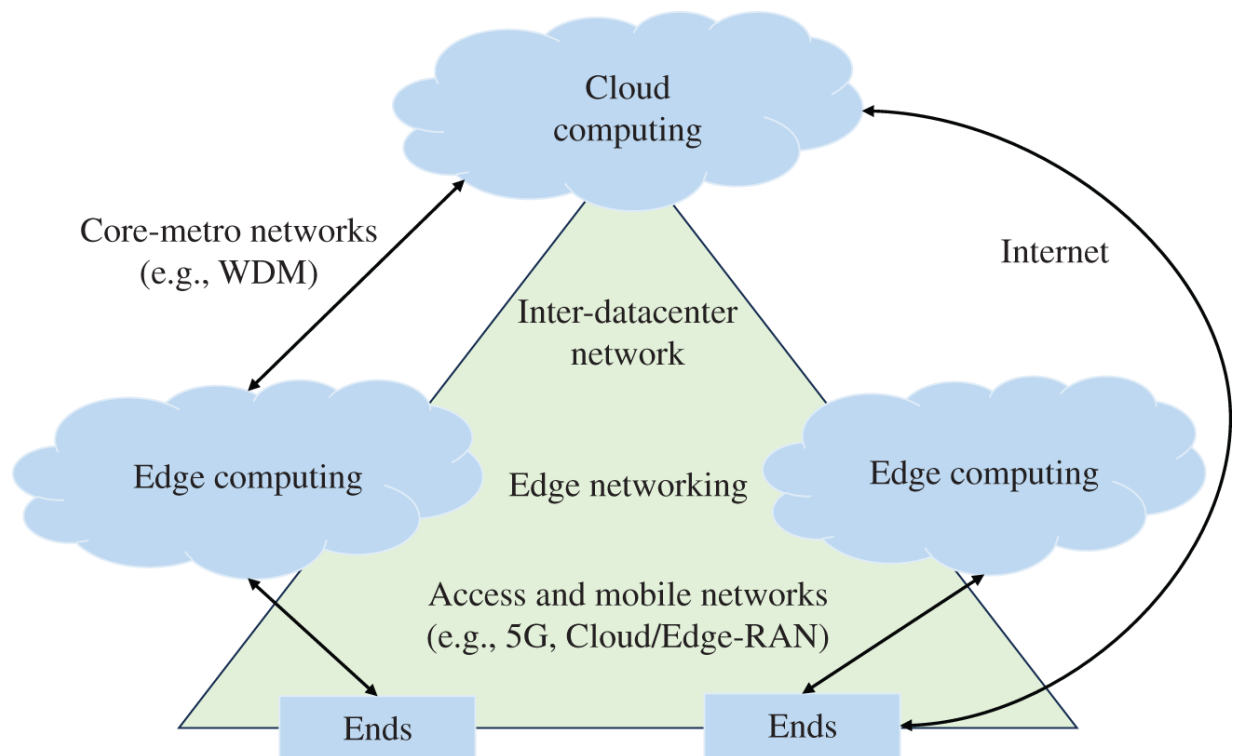 Cloud
computing
Core-metro networks
(e.g., WDM)
Internet
Inter-datacenter
network
Edge computing
Edge networking
Edge computing
Access and mobile networks
(e.g., 5G, Cloud/Edge-RAN)
Ends
Ends